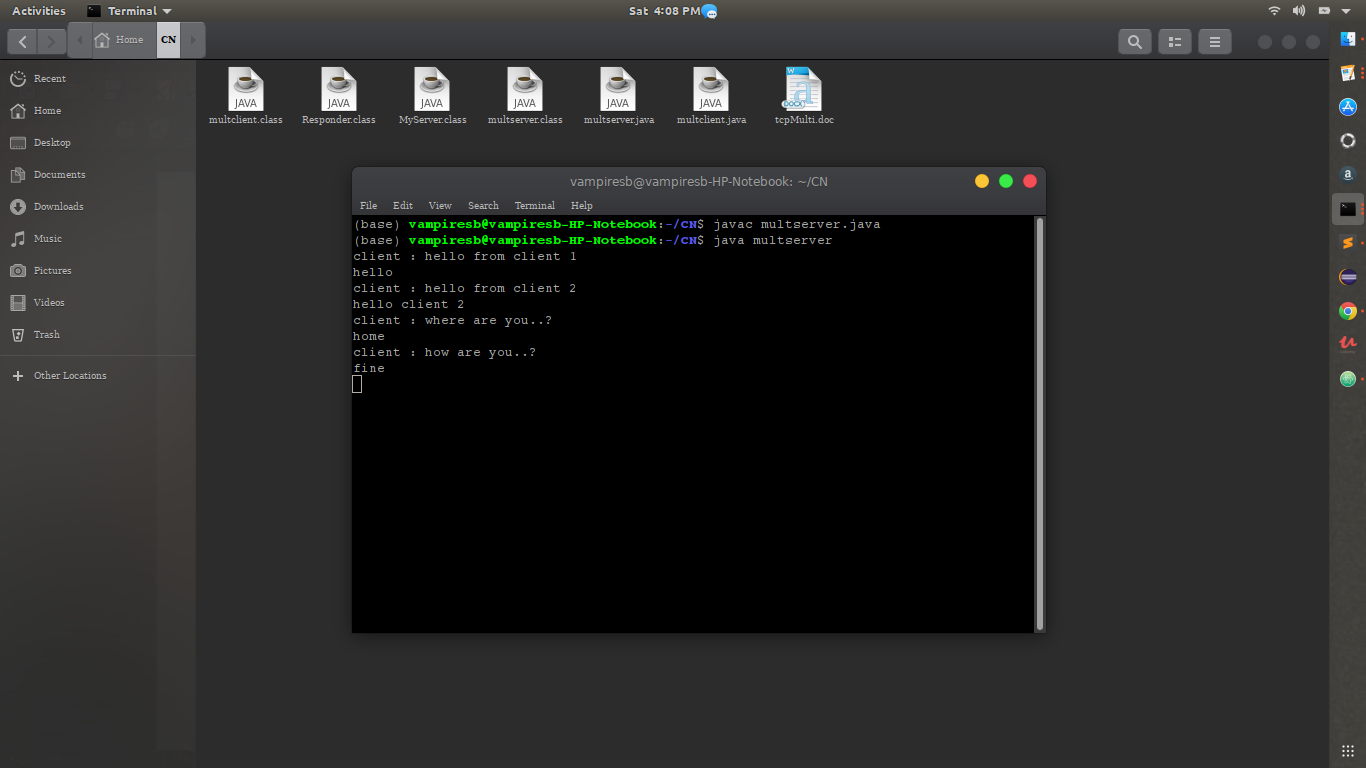 Activities Terminal Sat 4:08 PM
Home CN
Recent
Home
Desktop
Documents
Downloads
Music
Pictures
Videos
Trash
Other Locations
JAVA JAVA JAVA JAVA JAVA JAVA W DOCX
multclient.class Responder.class MyServer.class multserver.class multserver.java multclient.java tcpMulti.doc
vampiresb@vampiresb-HP-Notebook: ~/CN
File Edit View Search Terminal Help
(base) vampiresb@vampiresb-HP-Notebook:~/CN$ javac multserver.java
(base) vampiresb@vampiresb-HP-Notebook:~/CN$ java multserver
client : hello from client 1
hello
client : hello from client 2
hello client 2
client : where are you..?
home
client : how are you..?
fine